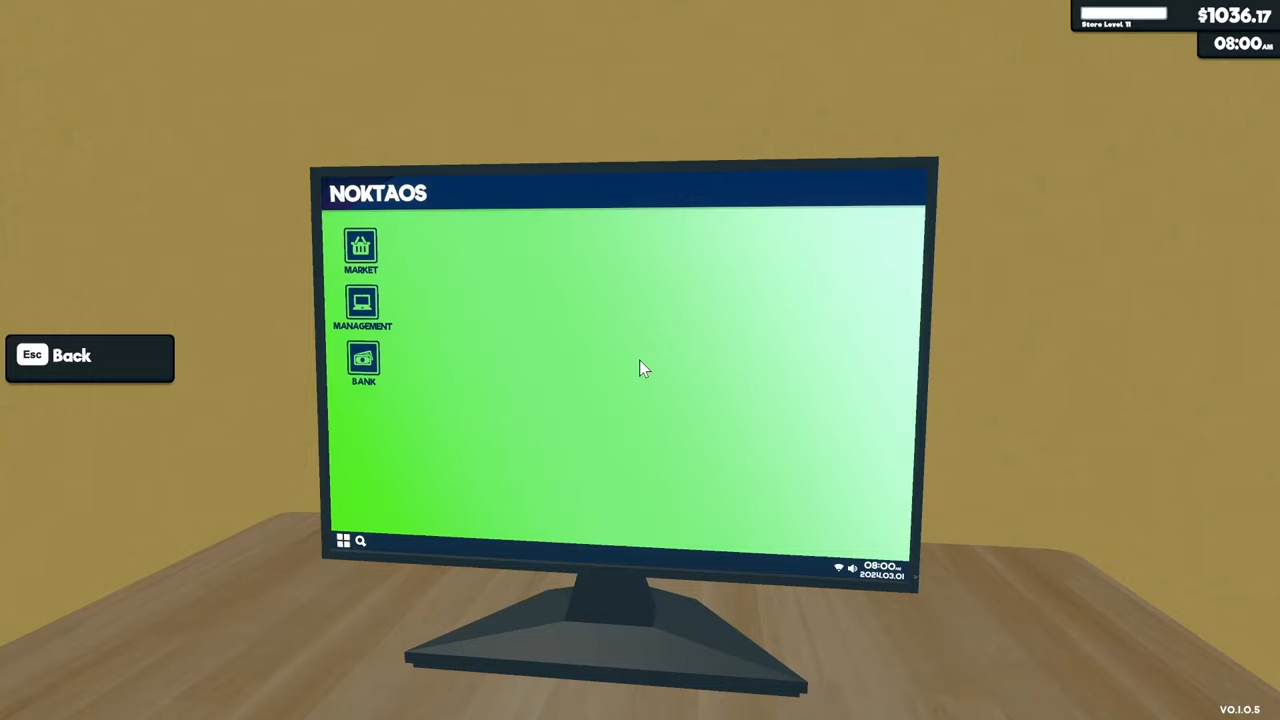 $1036.17
Store Level 11
08:00AM
NOKTAOS
MARKET
MANAGEMENT
BANK
Esc Back
08:00AM
2024.03.01
V0.1.0.5